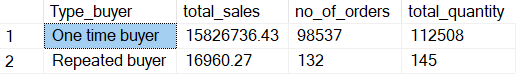 Type_buyer total_sales no_of_orders total_quantity
1 One time buyer 15826736.43 98537 112508
2 Repeated buyer 16960.27 132 145